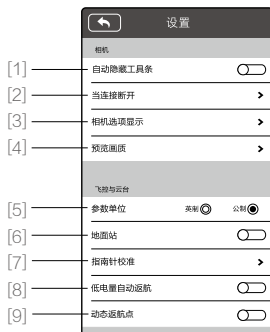 设置
相机
[1] 自动隐藏工具条
[2] 当连接断开
[3] 相机选项显示
[4] 预览画质
飞控与云台
[5] 参数单位 英制 公制
[6] 地面站
[7] 指南针校准
[8] 低电量自动返航
[9] 动态返航点